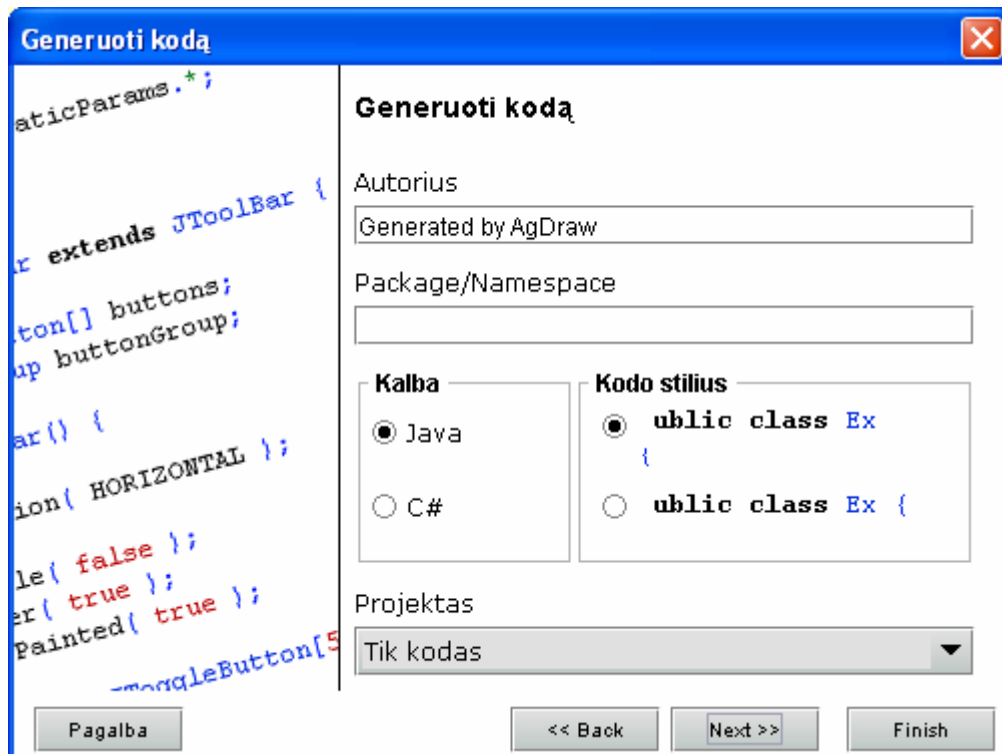 Generuoti kodą
aticParams.*;
r extends JToolBar {
ton[] buttons;
up buttonGroup;
ar() {
ion( HORIZONTAL );
le( false );
er( true );
Painted( true );
JToggleButton[5
Generuoti kodą
Autorius
Generated by AgDraw
Package/Namespace
Kalba
Java
C#
Kodo stilius
ublic class Ex
{
ublic class Ex {
Projektas
Tik kodas
Pagalba
<< Back
Next >>
Finish